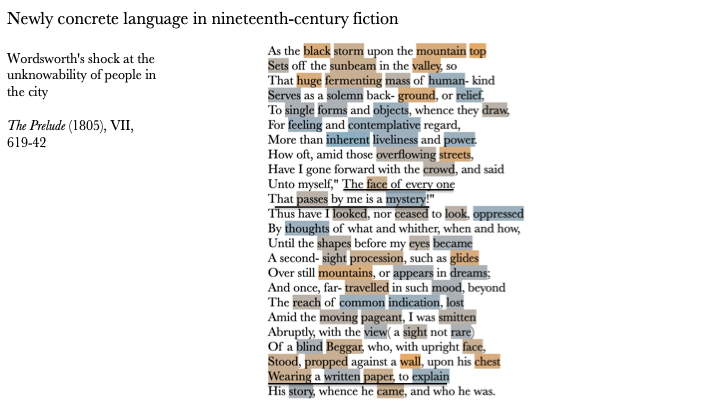 Newly concrete language in nineteenth-century fiction
Wordsworth's shock at the
unknowability of people in
the city
The Prelude (1805), VII,
619-42
As the black storm upon the mountain top
Sets off the sunbeam in the valley, so
That huge fermenting mass of human- kind
Serves as a solemn back- ground, or relief,
To single forms and objects, whence they draw,
For feeling and contemplative regard,
More than inherent liveliness and power.
How oft, amid those overflowing streets,
Have I gone forward with the crowd, and said
Unto myself," The face of every one
That passes by me is a mystery!"
Thus have I looked, nor ceased to look, oppressed
By thoughts of what and whither, when and how,
Until the shapes before my eyes became
A second- sight procession, such as glides
Over still mountains, or appears in dreams;
And once, far- travelled in such mood, beyond
The reach of common indication, lost
Amid the moving pageant, I was smitten
Abruptly, with the view( a sight not rare)
Of a blind Beggar, who, with upright face,
Stood, propped against a wall, upon his chest
Wearing a written paper, to explain
His story, whence he came, and who he was.